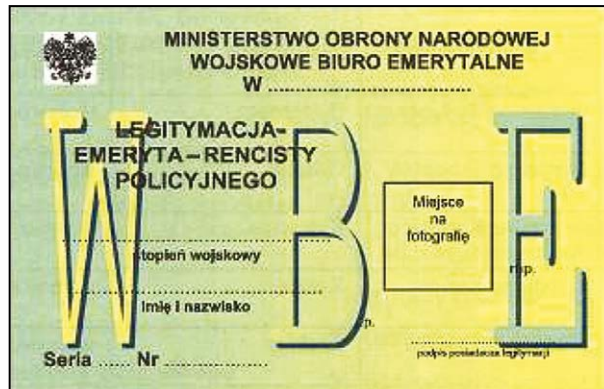 MINISTERSTWO OBRONY NARODOWEJ
WOJSKOWE BIURO EMERYTALNE
W ........................................
LEGITYMACJA-
EMERYTA–RENCISTY
POLICYJNEGO
WBE
Miejsce
na
fotografię
stopień wojskowy
mp.
imię i nazwisko
p.
Seria ...... Nr ....................
podpis posiadacza legitymacji